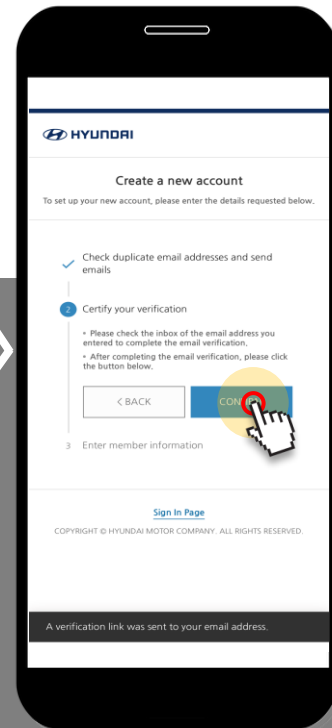 HYUNDAI
Create a new account
To set up your new account, please enter the details requested below.
Check duplicate email addresses and send
emails
2 Certify your verification
• Please check the inbox of the email address you
entered to complete the email verification.
• After completing the email verification, please click
the button below.
< BACK
3 Enter member information
Sign In Page
COPYRIGHT © HYUNDAI MOTOR COMPANY. ALL RIGHTS RESERVED.
A verification link was sent to your email address.